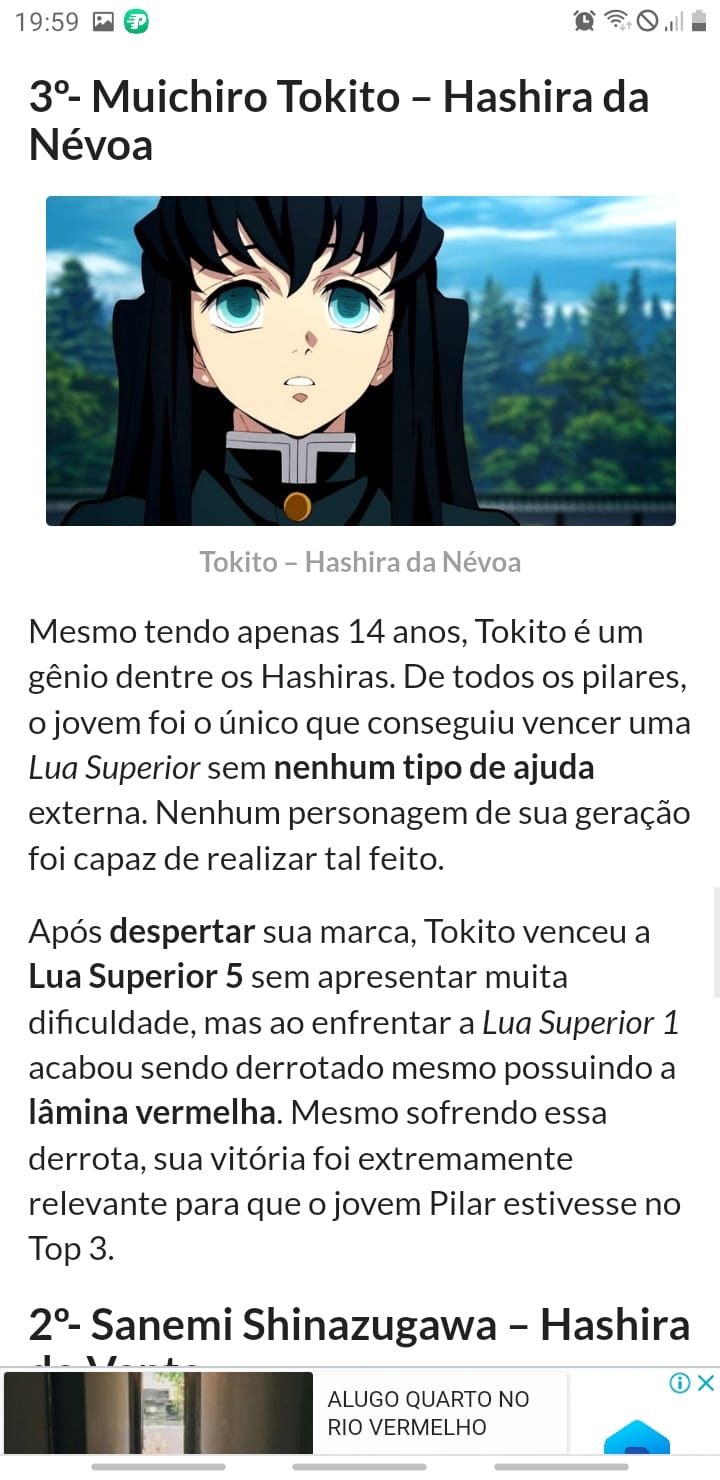 19:59
3º- Muichiro Tokito – Hashira da
Névoa
Tokito – Hashira da Névoa
Mesmo tendo apenas 14 anos, Tokito é um
gênio dentre os Hashiras. De todos os pilares,
o jovem foi o único que conseguiu vencer uma
Lua Superior sem nenhum tipo de ajuda
externa. Nenhum personagem de sua geração
foi capaz de realizar tal feito.
Após despertar sua marca, Tokito venceu a
Lua Superior 5 sem apresentar muita
dificuldade, mas ao enfrentar a Lua Superior 1
acabou sendo derrotado mesmo possuindo a
lâmina vermelha. Mesmo sofrendo essa
derrota, sua vitória foi extremamente
relevante para que o jovem Pilar estivesse no
Top 3.
2º- Sanemi Shinazugawa – Hashira
ALUGO QUARTO NO
RIO VERMELHO